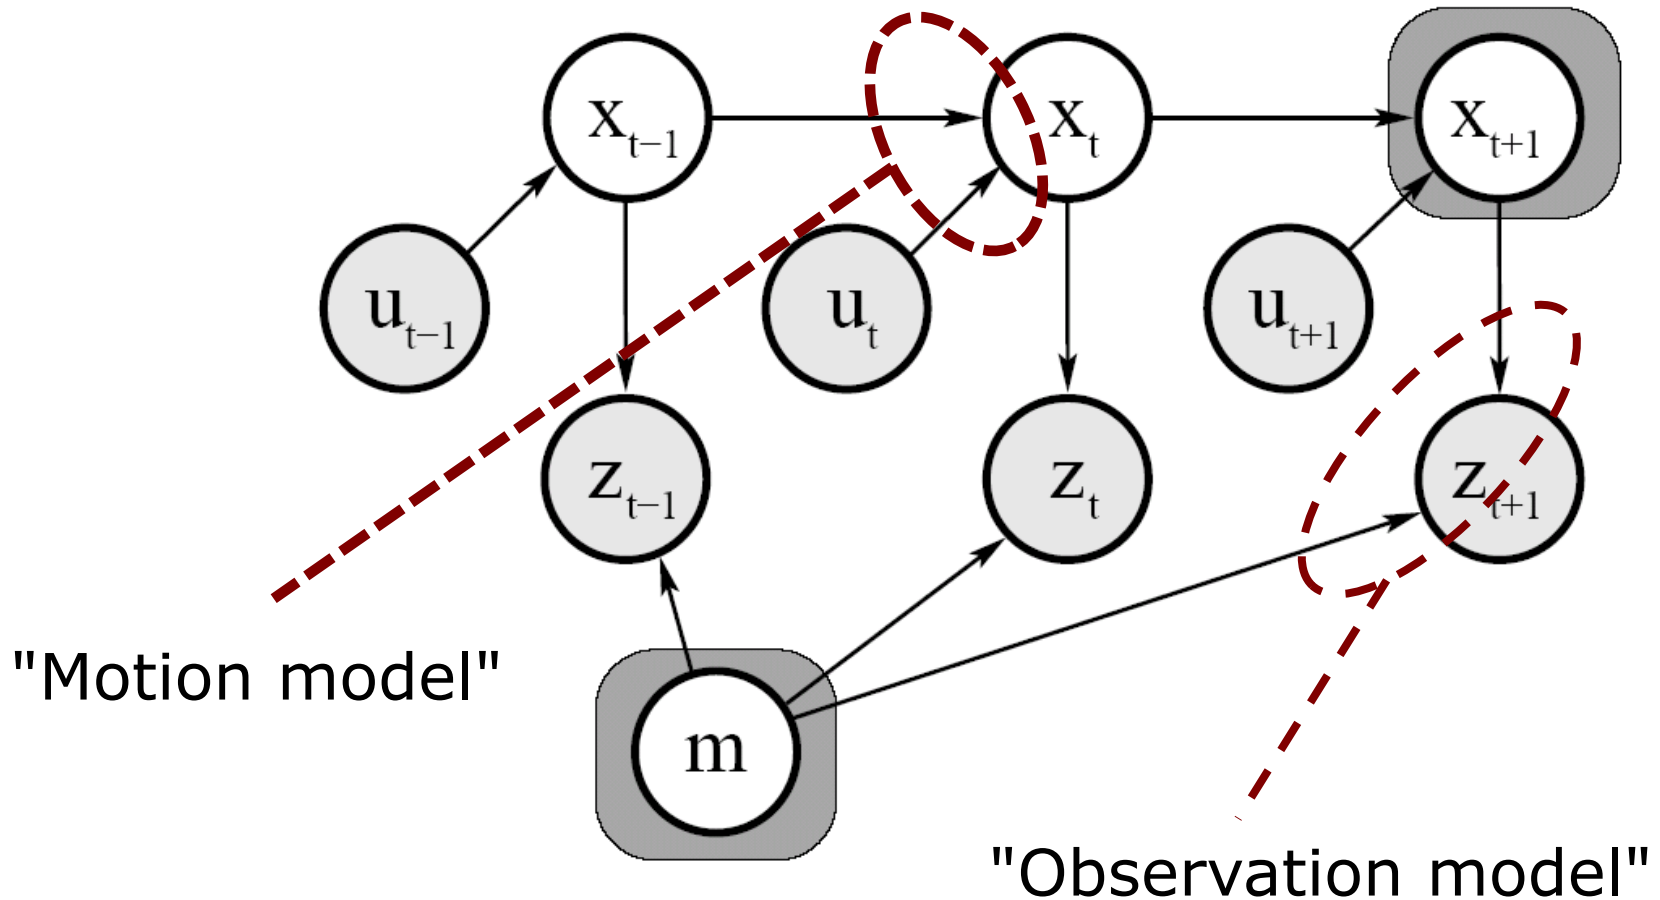 x_{t−1} x_t x_{t+1}
u_{t−1} u_t u_{t+1}
z_{t−1} z_t z_{t+1}
"Motion model"
m
"Observation model"